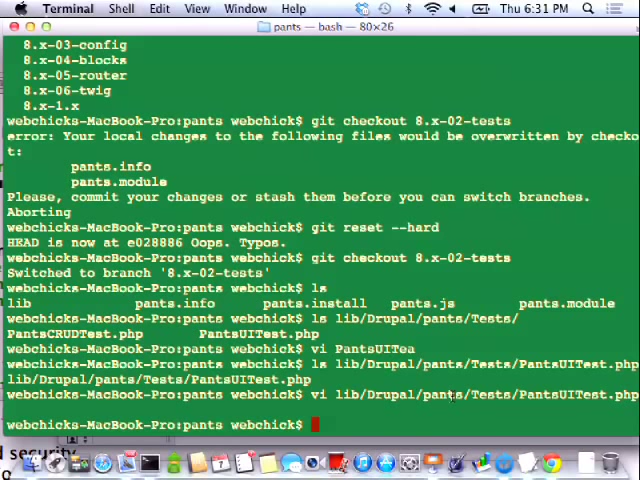 Terminal Shell Edit View Window Help Thu 6:31 PM
pants — bash — 80×26
8.x-03-config
8.x-04-blocks
8.x-05-router
8.x-06-twig
8.x-1.x
webchicks-MacBook-Pro:pants webchick$ git checkout 8.x-02-tests
error: Your local changes to the following files would be overwritten by checkou
t:
pants.info
pants.module
Please, commit your changes or stash them before you can switch branches.
Aborting
webchicks-MacBook-Pro:pants webchick$ git reset --hard
HEAD is now at e028886 Oops. Typos.
webchicks-MacBook-Pro:pants webchick$ git checkout 8.x-02-tests
Switched to branch '8.x-02-tests'
webchicks-MacBook-Pro:pants webchick$ ls
lib pants.info pants.install pants.js pants.module
webchicks-MacBook-Pro:pants webchick$ ls lib/Drupal/pants/Tests/
PantsCRUDTest.php PantsUITest.php
webchicks-MacBook-Pro:pants webchick$ vi PantsUITea
webchicks-MacBook-Pro:pants webchick$ ls lib/Drupal/pants/Tests/PantsUITest.php
lib/Drupal/pants/Tests/PantsUITest.php
webchicks-MacBook-Pro:pants webchick$ vi lib/Drupal/pants/Tests/PantsUITest.php
webchicks-MacBook-Pro:pants webchick$
d security